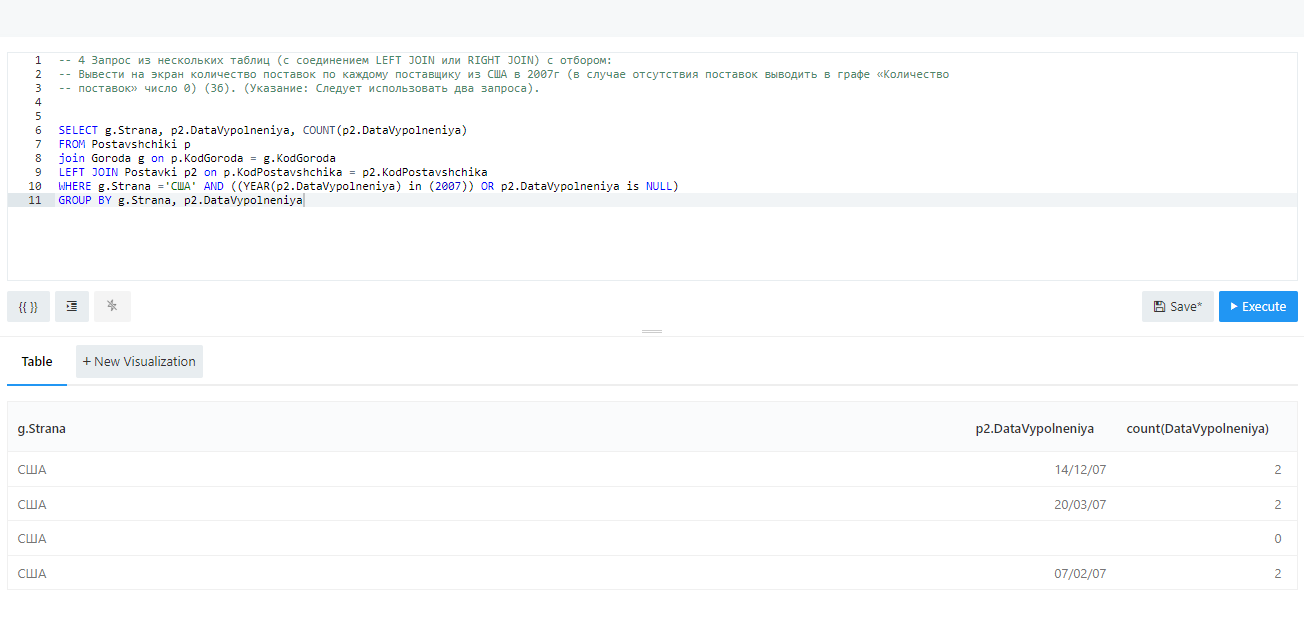 1 -- 4 Запрос из нескольких таблиц (с соединением LEFT JOIN или RIGHT JOIN) с отбором:
2 -- Вывести на экран количество поставок по каждому поставщику из США в 2007г (в случае отсутствия поставок выводить в графе «Количество
3 -- поставок» число 0) (3б). (Указание: Следует использовать два запроса).
4
5
6 SELECT g.Strana, p2.DataVypolneniya, COUNT(p2.DataVypolneniya)
7 FROM Postavshchiki p
8 join Goroda g on p.KodGoroda = g.KodGoroda
9 LEFT JOIN Postavki p2 on p.KodPostavshchika = p2.KodPostavshchika
10 WHERE g.Strana ='США' AND ((YEAR(p2.DataVypolneniya) in (2007)) OR p2.DataVypolneniya is NULL)
11 GROUP BY g.Strana, p2.DataVypolneniya
{{ }} Save* Execute
Table + New Visualization
g.Strana p2.DataVypolneniya count(DataVypolneniya)
США 14/12/07 2
США 20/03/07 2
США 0
США 07/02/07 2